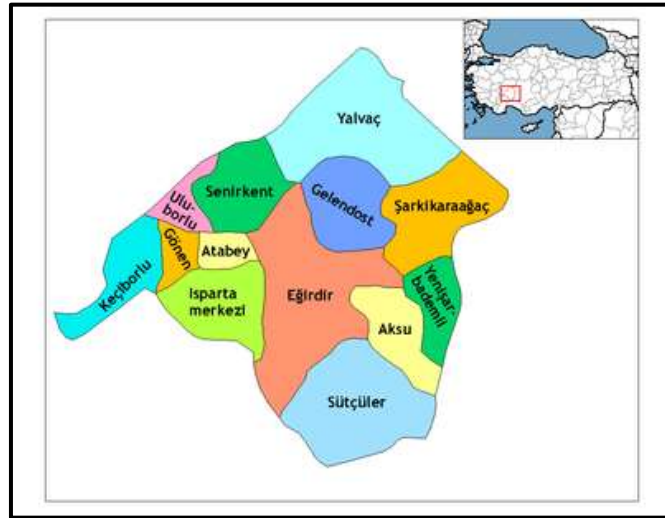 Yalvaç
Senirkent
Gelendost
Ulu-
borlu
Şarkikaraağaç
Gönen
Atabey
Keçiborlu
Isparta
merkezi
Eğirdir
Yenişar-
bademli
Aksu
Sütçüler